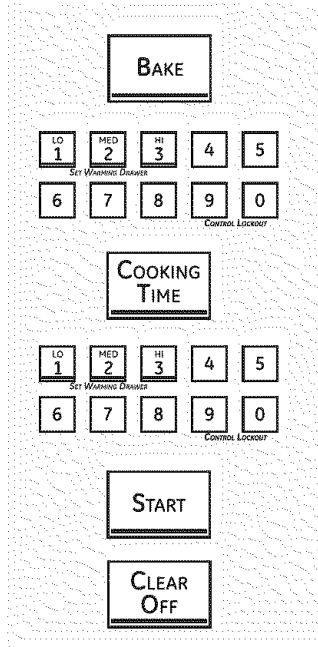 BAKE
LO MED HI
1 2 3 4 5
SET WARMING DRAWER
6 7 8 9 0
CONTROL LOCKOUT
COOKING
TIME
LO MED HI
1 2 3 4 5
SET WARMING DRAWER
6 7 8 9 0
CONTROL LOCKOUT
START
CLEAR
OFF